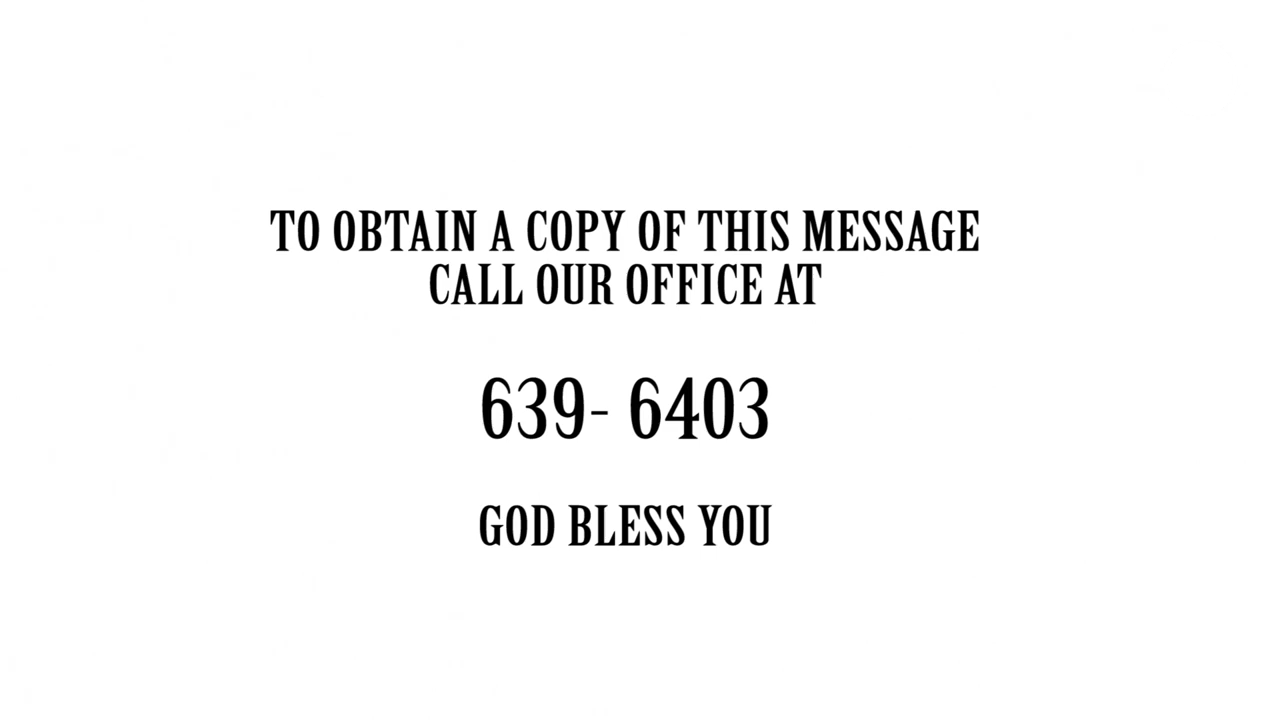 TO OBTAIN A COPY OF THIS MESSAGE
CALL OUR OFFICE AT
639- 6403
GOD BLESS YOU